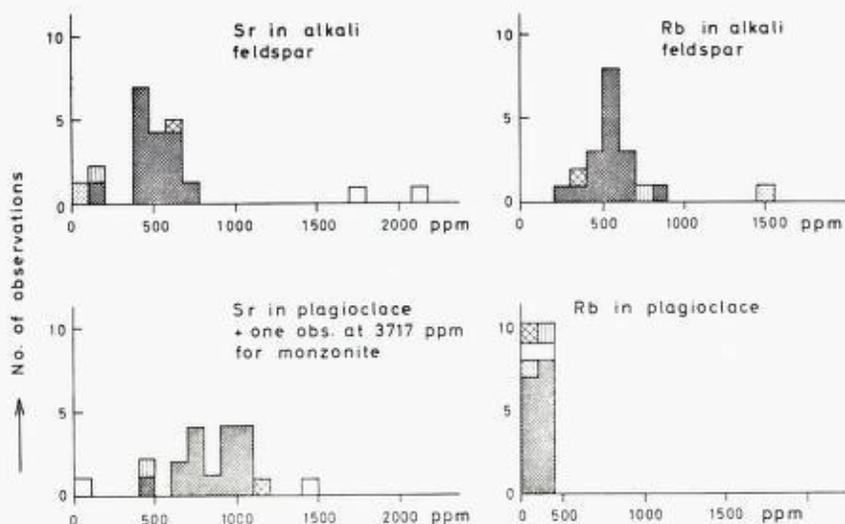 Sr in alkali
feldspar
10
5
0
0 500 1000 1500 2000 ppm
Rb in alkali
feldspar
10
5
0
0 500 1000 1500 ppm
No. of observations
Sr in plagioclace
+ one obs. at 3717 ppm
for monzonite
10
5
0
0 500 1000 1500 2000 ppm
Rb in plagioclace
10
5
0
0 500 1000 1500 ppm